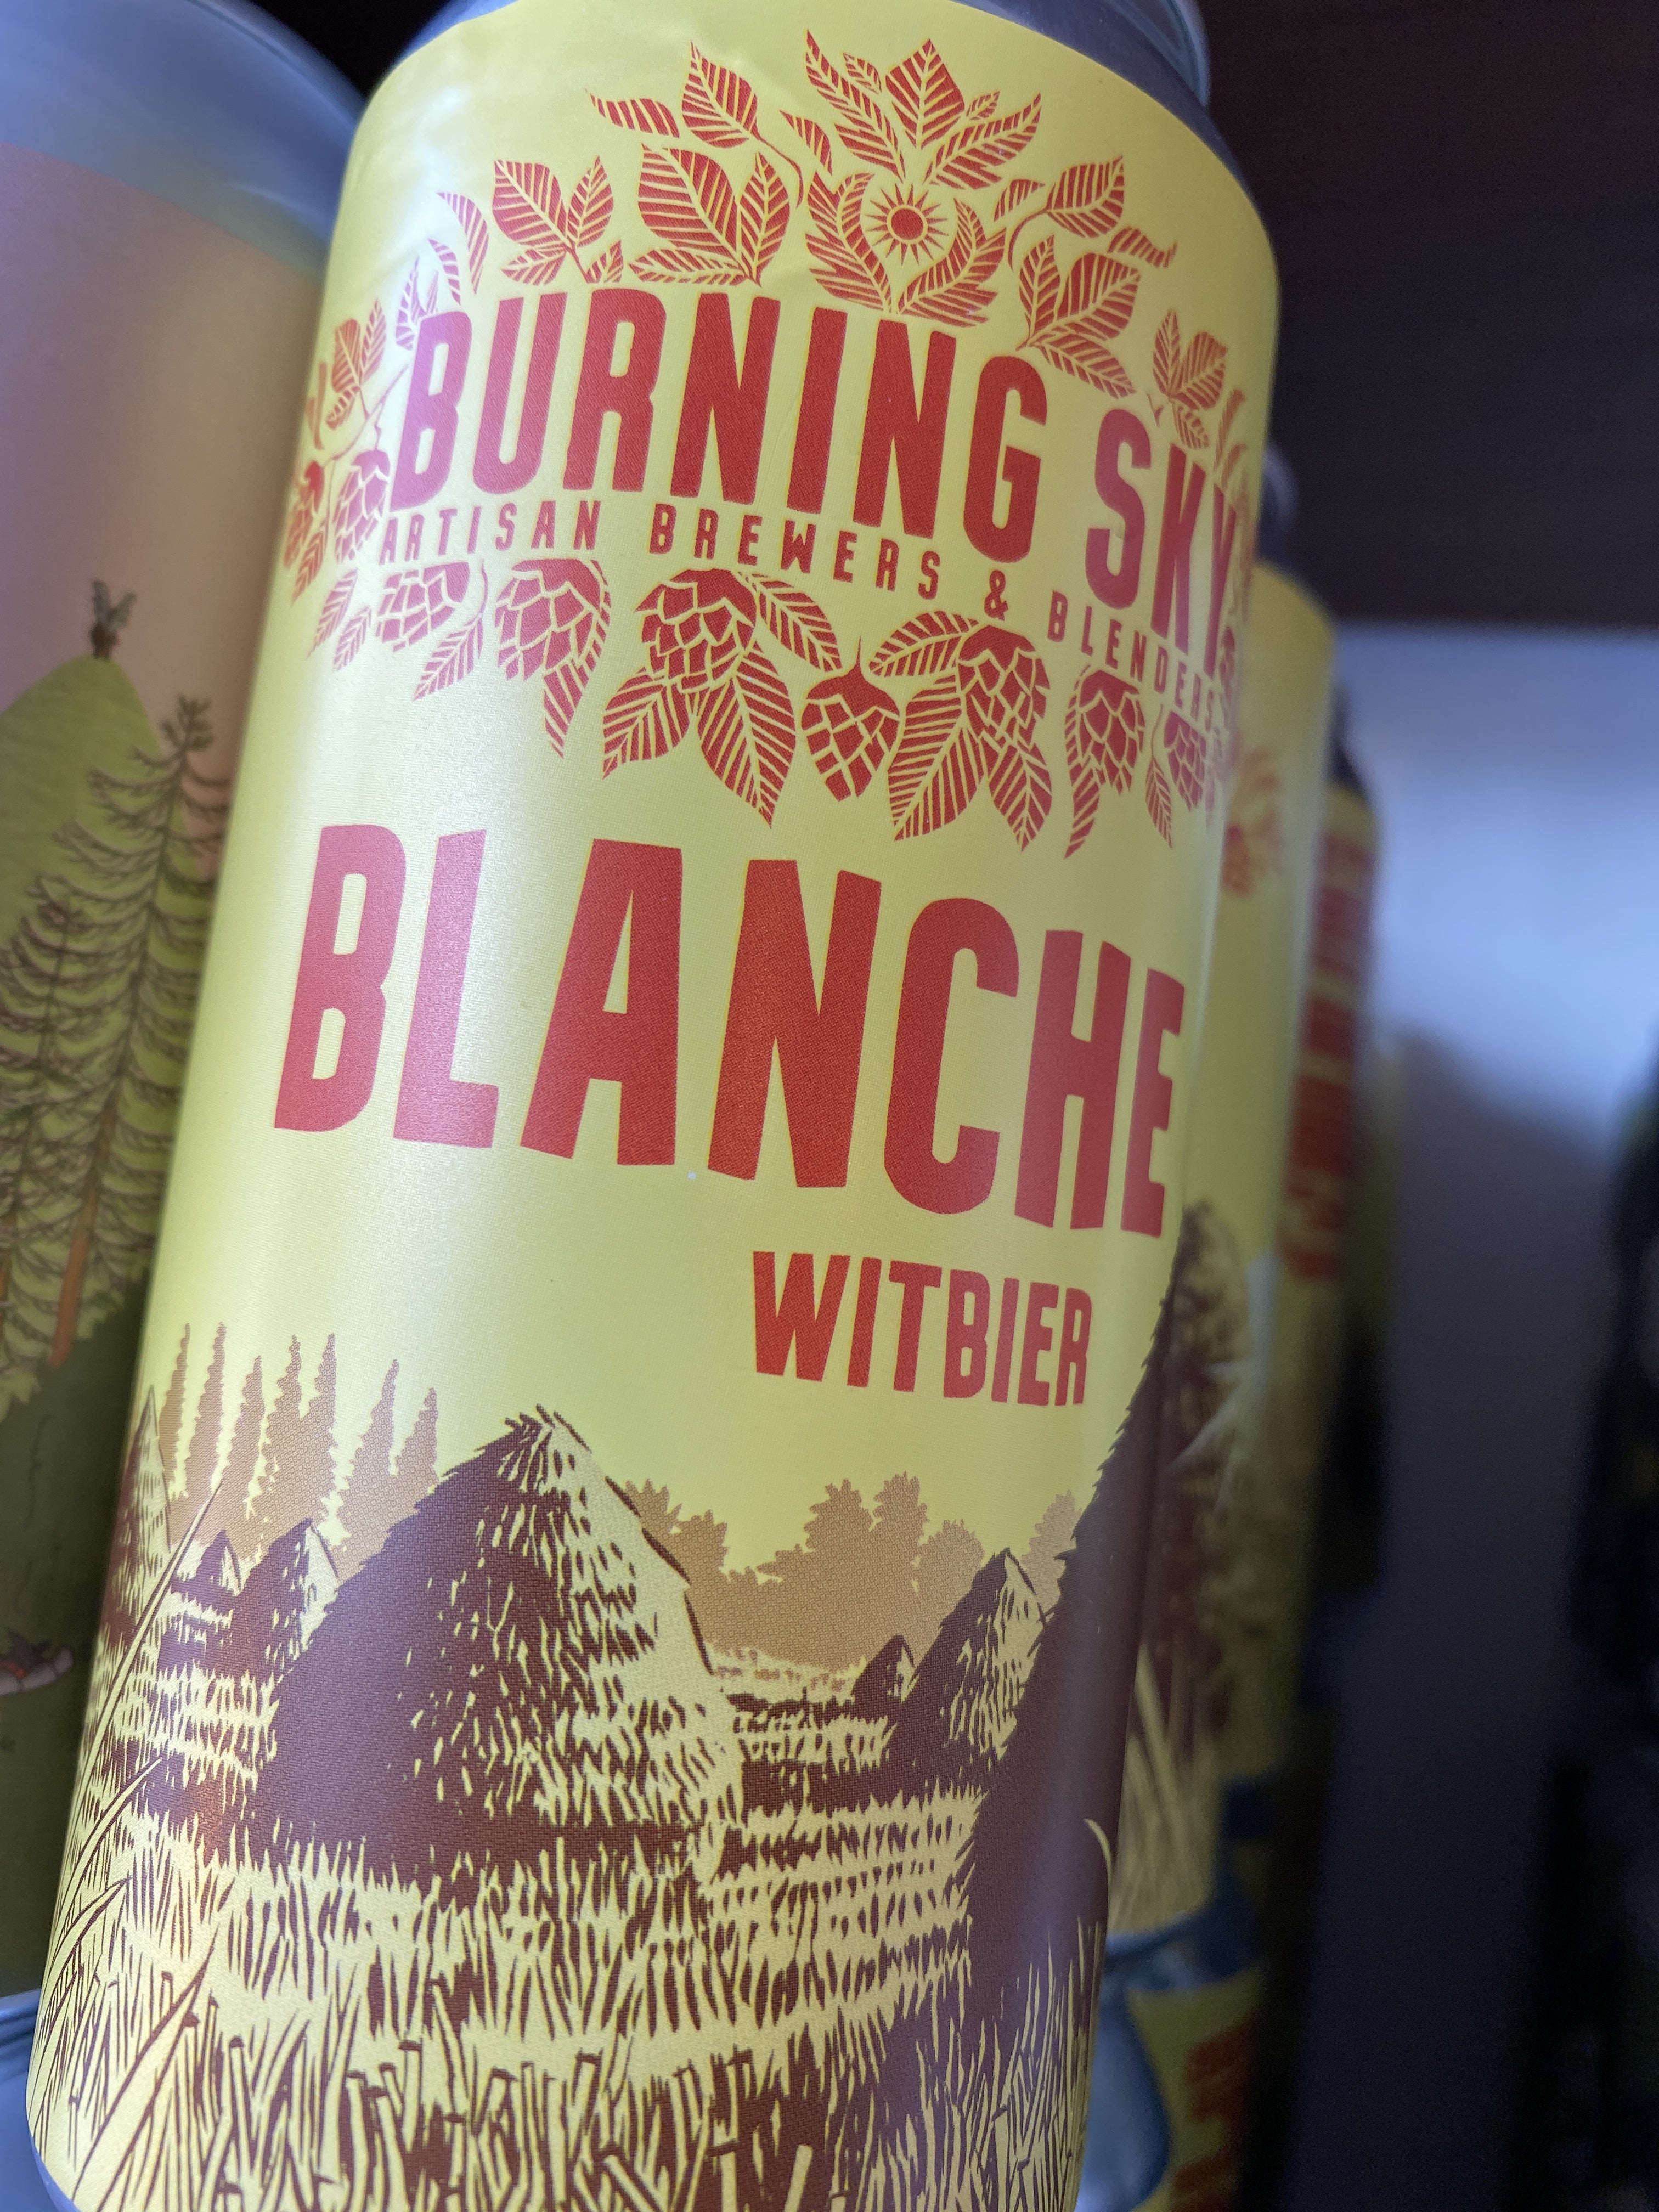 BURNING SKY
ARTISAN BREWERS & BLENDERS
BLANCHE
WITBIER